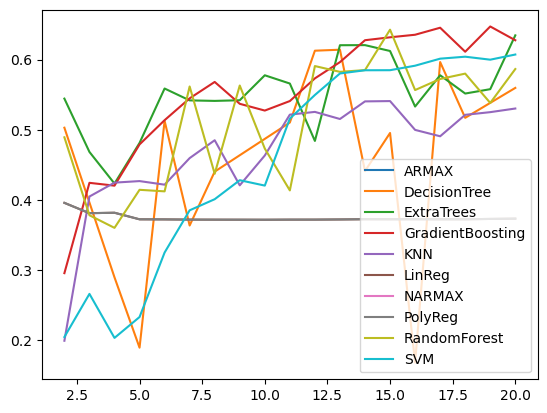 0.6
0.5
0.4
0.3
0.2
ARMAX
DecisionTree
ExtraTrees
GradientBoosting
KNN
LinReg
NARMAX
PolyReg
RandomForest
SVM
2.5 5.0 7.5 10.0 12.5 15.0 17.5 20.0